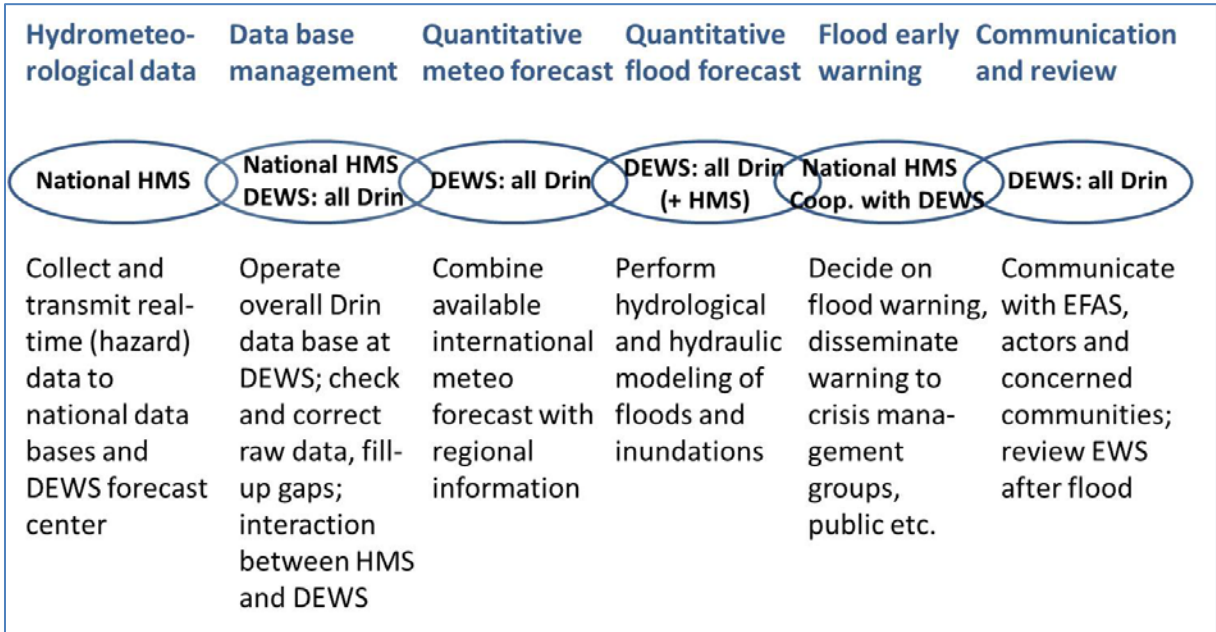 Hydrometeo-
rological data
Data base
management
Quantitative
meteo forecast
Quantitative
flood forecast
Flood early
warning
Communication
and review
National HMS
National HMS
DEWS: all Drin
DEWS: all Drin
DEWS: all Drin
(+ HMS)
National HMS
Coop. with DEWS
DEWS: all Drin
Collect and
transmit real-
time (hazard)
data to
national data
bases and
DEWS forecast
center
Operate
overall Drin
data base at
DEWS; check
and correct
raw data, fill-
up gaps;
interaction
between HMS
and DEWS
Combine
available
international
meteo
forecast with
regional
information
Perform
hydrological
and hydraulic
modeling of
floods and
inundations
Decide on
flood warning,
disseminate
warning to
crisis mana-
gement
groups,
public etc.
Communicate
with EFAS,
actors and
concerned
communities;
review EWS
after flood